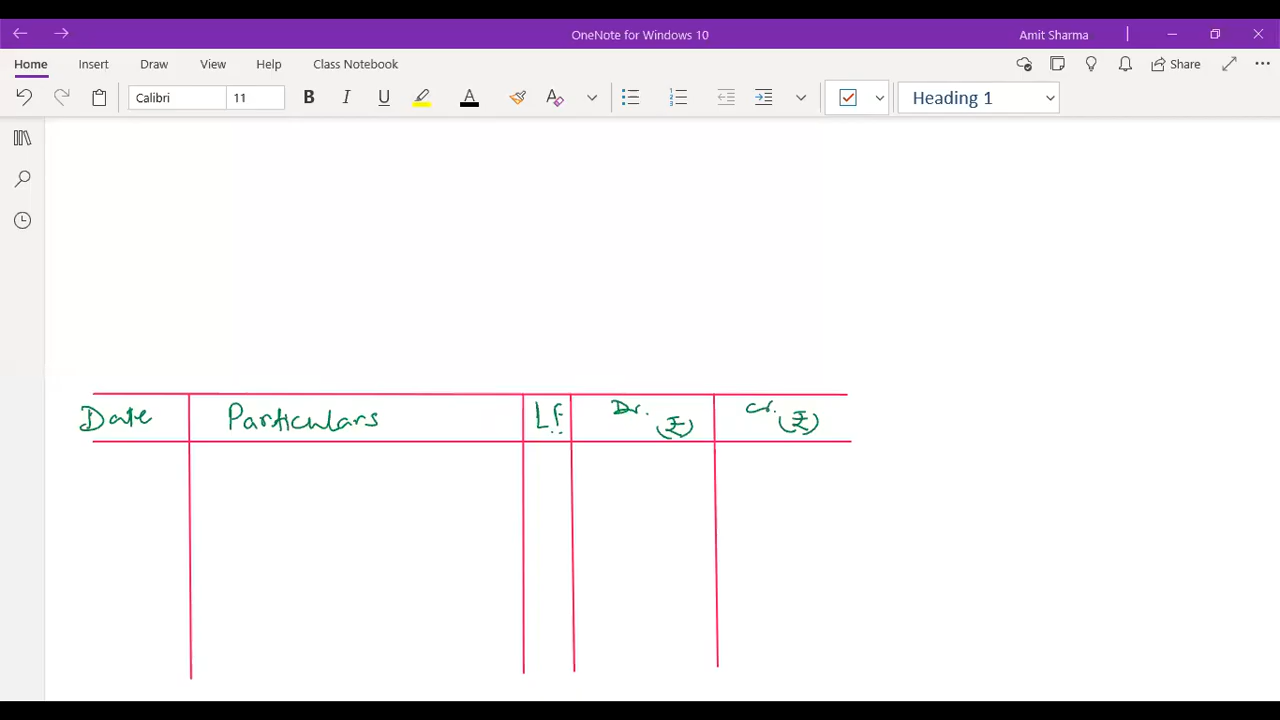 OneNote for Windows 10
Amit Sharma
Home Insert Draw View Help Class Notebook Share
Calibri 11 B I U A A Heading 1
Date Particulars L.F. Dr. (₹) Cr. (₹)